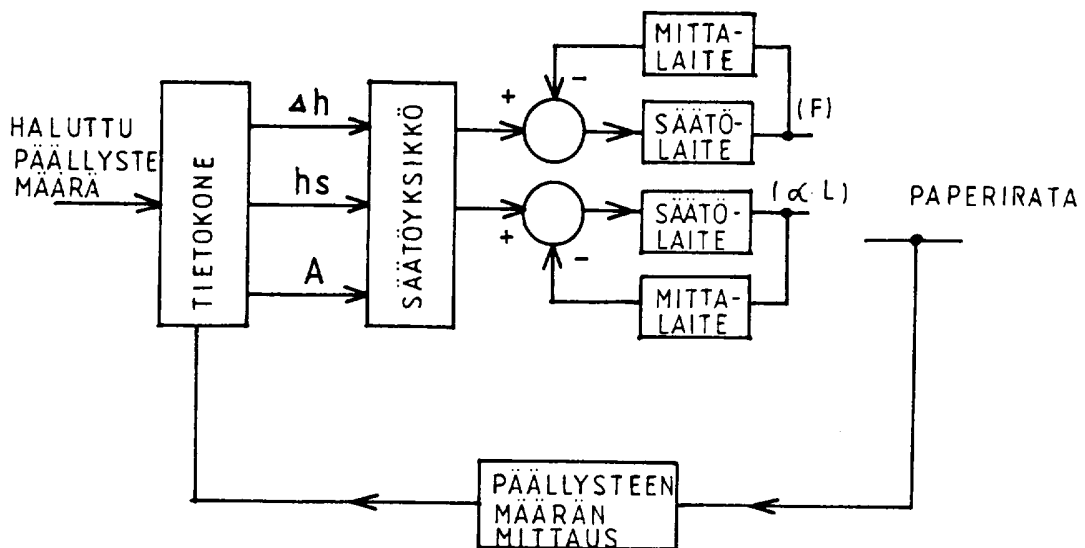 HALUTTU
PÄÄLLYSTE
MÄÄRÄ
TIETOKONE
Δh
hs
A
SÄÄTÖYKSIKKÖ
+
-
MITTA-
LAITE
SÄÄTÖ-
LAITE
(F)
+
-
SÄÄTÖ-
LAITE
(α L)
MITTA-
LAITE
PAPERIRATA
PÄÄLLYSTEEN
MÄÄRÄN
MITTAUS